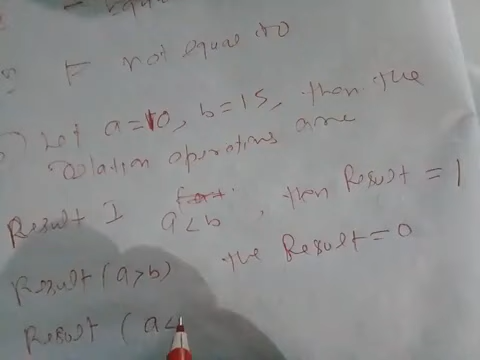 - Equal
F not equal to
Let a=10, b=15, then the
relation operations are
Result I a<b, then Result = 1
Result (a>b) the Result = 0
Result (a<